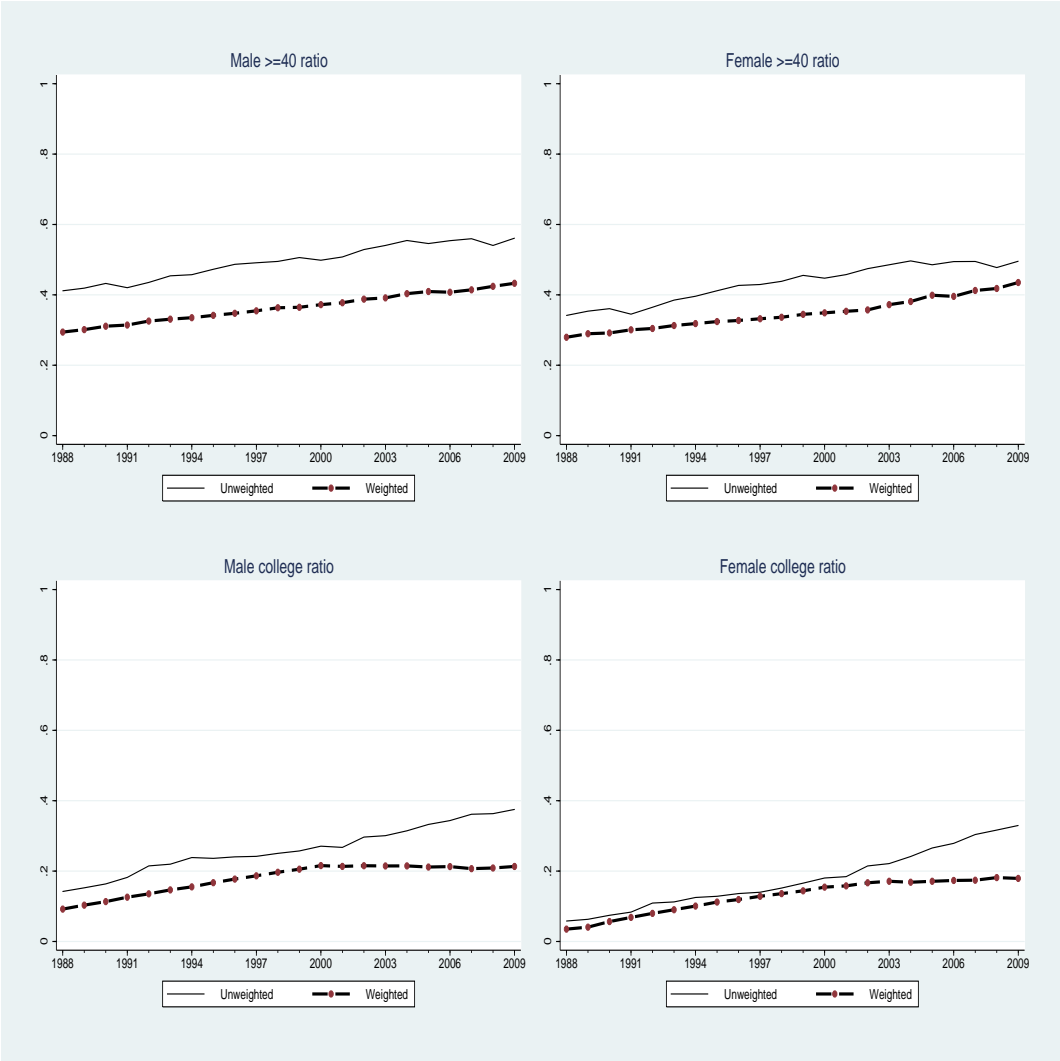 Male >=40 ratio
Female >=40 ratio
1
.8
.6
.4
.2
0
1988 1991 1994 1997 2000 2003 2006 2009
Unweighted Weighted
1
.8
.6
.4
.2
0
1988 1991 1994 1997 2000 2003 2006 2009
Unweighted Weighted
Male college ratio
Female college ratio
1
.8
.6
.4
.2
0
1988 1991 1994 1997 2000 2003 2006 2009
Unweighted Weighted
1
.8
.6
.4
.2
0
1988 1991 1994 1997 2000 2003 2006 2009
Unweighted Weighted